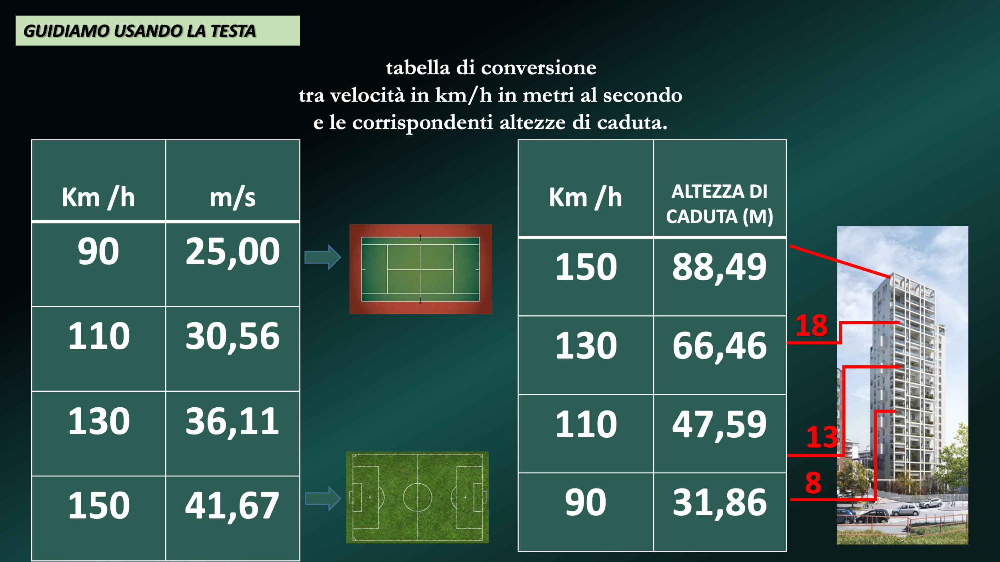 GUIDIAMO USANDO LA TESTA
tabella di conversione
tra velocità in km/h in metri al secondo
e le corrispondenti altezze di caduta.
Km /h m/s
90 25,00
110 30,56
130 36,11
150 41,67
Km /h ALTEZZA DI
CADUTA (M)
150 88,49
130 66,46
110 47,59
90 31,86
18
13
8